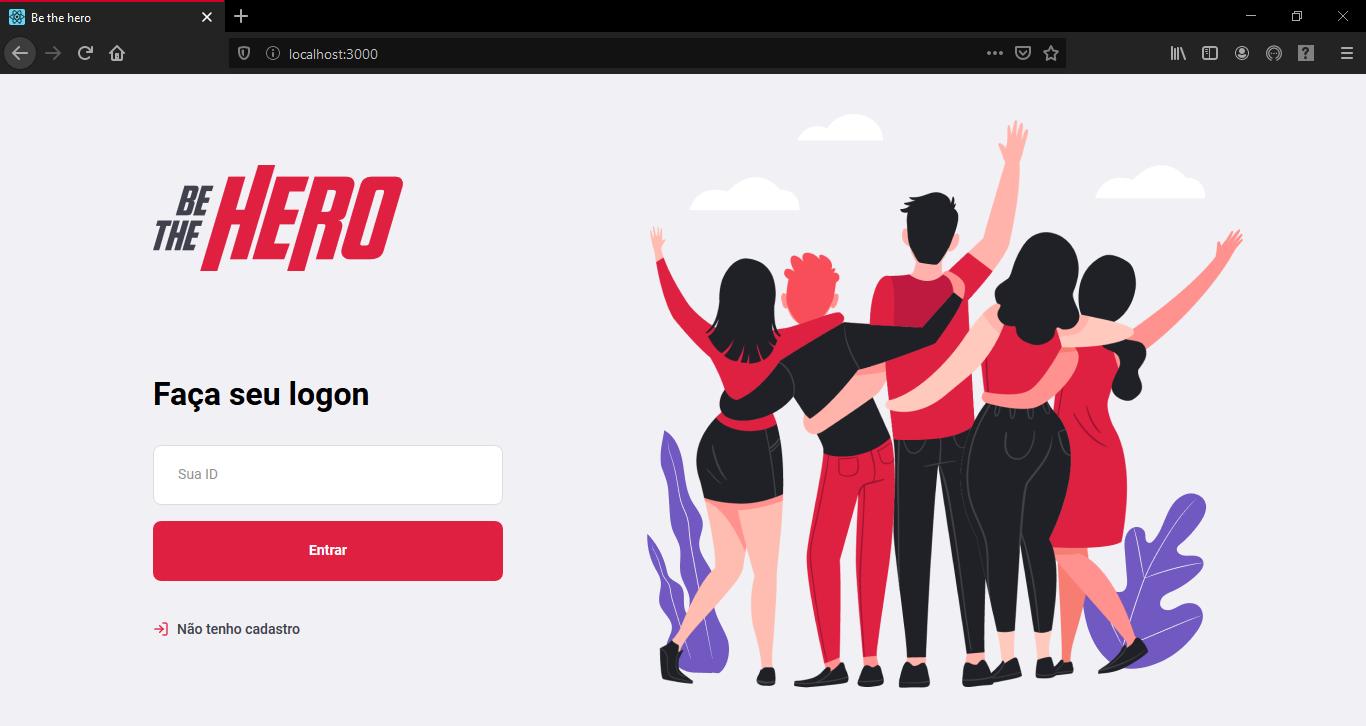 Be the hero
localhost:3000
BE
THE HERO
Faça seu logon
Sua ID
Entrar
Não tenho cadastro